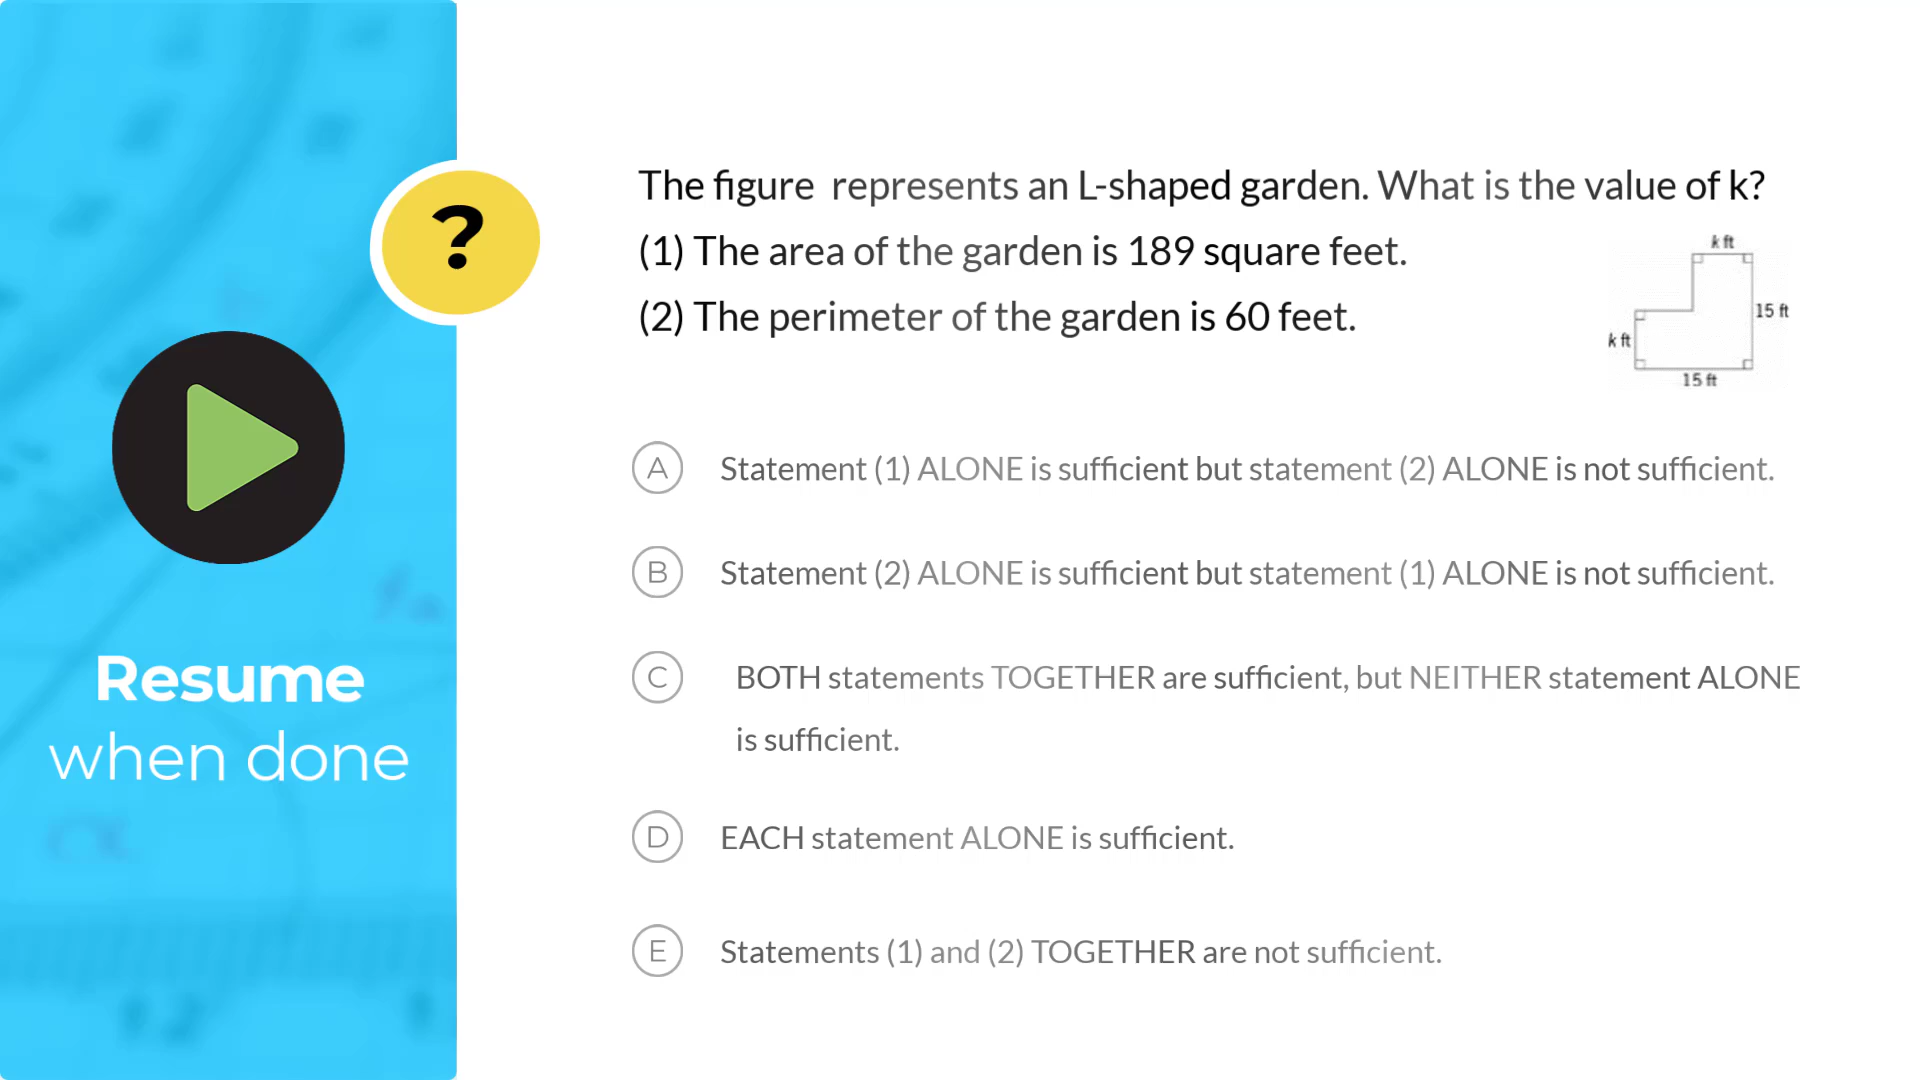 ?
Resume
when done
The figure represents an L-shaped garden. What is the value of k?
(1) The area of the garden is 189 square feet.
(2) The perimeter of the garden is 60 feet.
k ft
15 ft
k ft
15 ft
A Statement (1) ALONE is sufficient but statement (2) ALONE is not sufficient.
B Statement (2) ALONE is sufficient but statement (1) ALONE is not sufficient.
C BOTH statements TOGETHER are sufficient, but NEITHER statement ALONE
is sufficient.
D EACH statement ALONE is sufficient.
E Statements (1) and (2) TOGETHER are not sufficient.